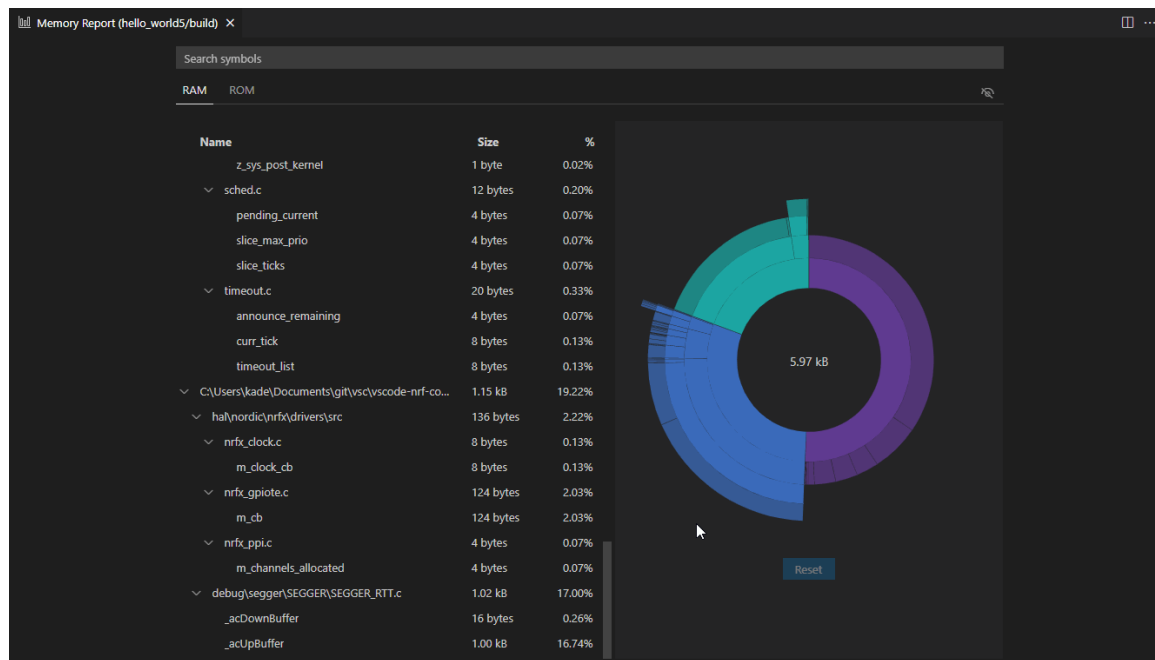 Memory Report (hello_world5/build)
Search symbols
RAM ROM
Name Size %
z_sys_post_kernel 1 byte 0.02%
sched.c 12 bytes 0.20%
pending_current 4 bytes 0.07%
slice_max_prio 4 bytes 0.07%
slice_ticks 4 bytes 0.07%
timeout.c 20 bytes 0.33%
announce_remaining 4 bytes 0.07%
curr_tick 8 bytes 0.13%
timeout_list 8 bytes 0.13%
C:\Users\kade\Documents\git\vsc\vscode-nrf-co... 1.15 kB 19.22%
hal\nordic\nrfx\drivers\src 136 bytes 2.22%
nrfx_clock.c 8 bytes 0.13%
m_clock_cb 8 bytes 0.13%
nrfx_gpiote.c 124 bytes 2.03%
m_cb 124 bytes 2.03%
nrfx_ppi.c 4 bytes 0.07%
m_channels_allocated 4 bytes 0.07%
debug\segger\SEGGER\SEGGER_RTT.c 1.02 kB 17.00%
_acDownBuffer 16 bytes 0.26%
_acUpBuffer 1.00 kB 16.74%
5.97 kB
Reset